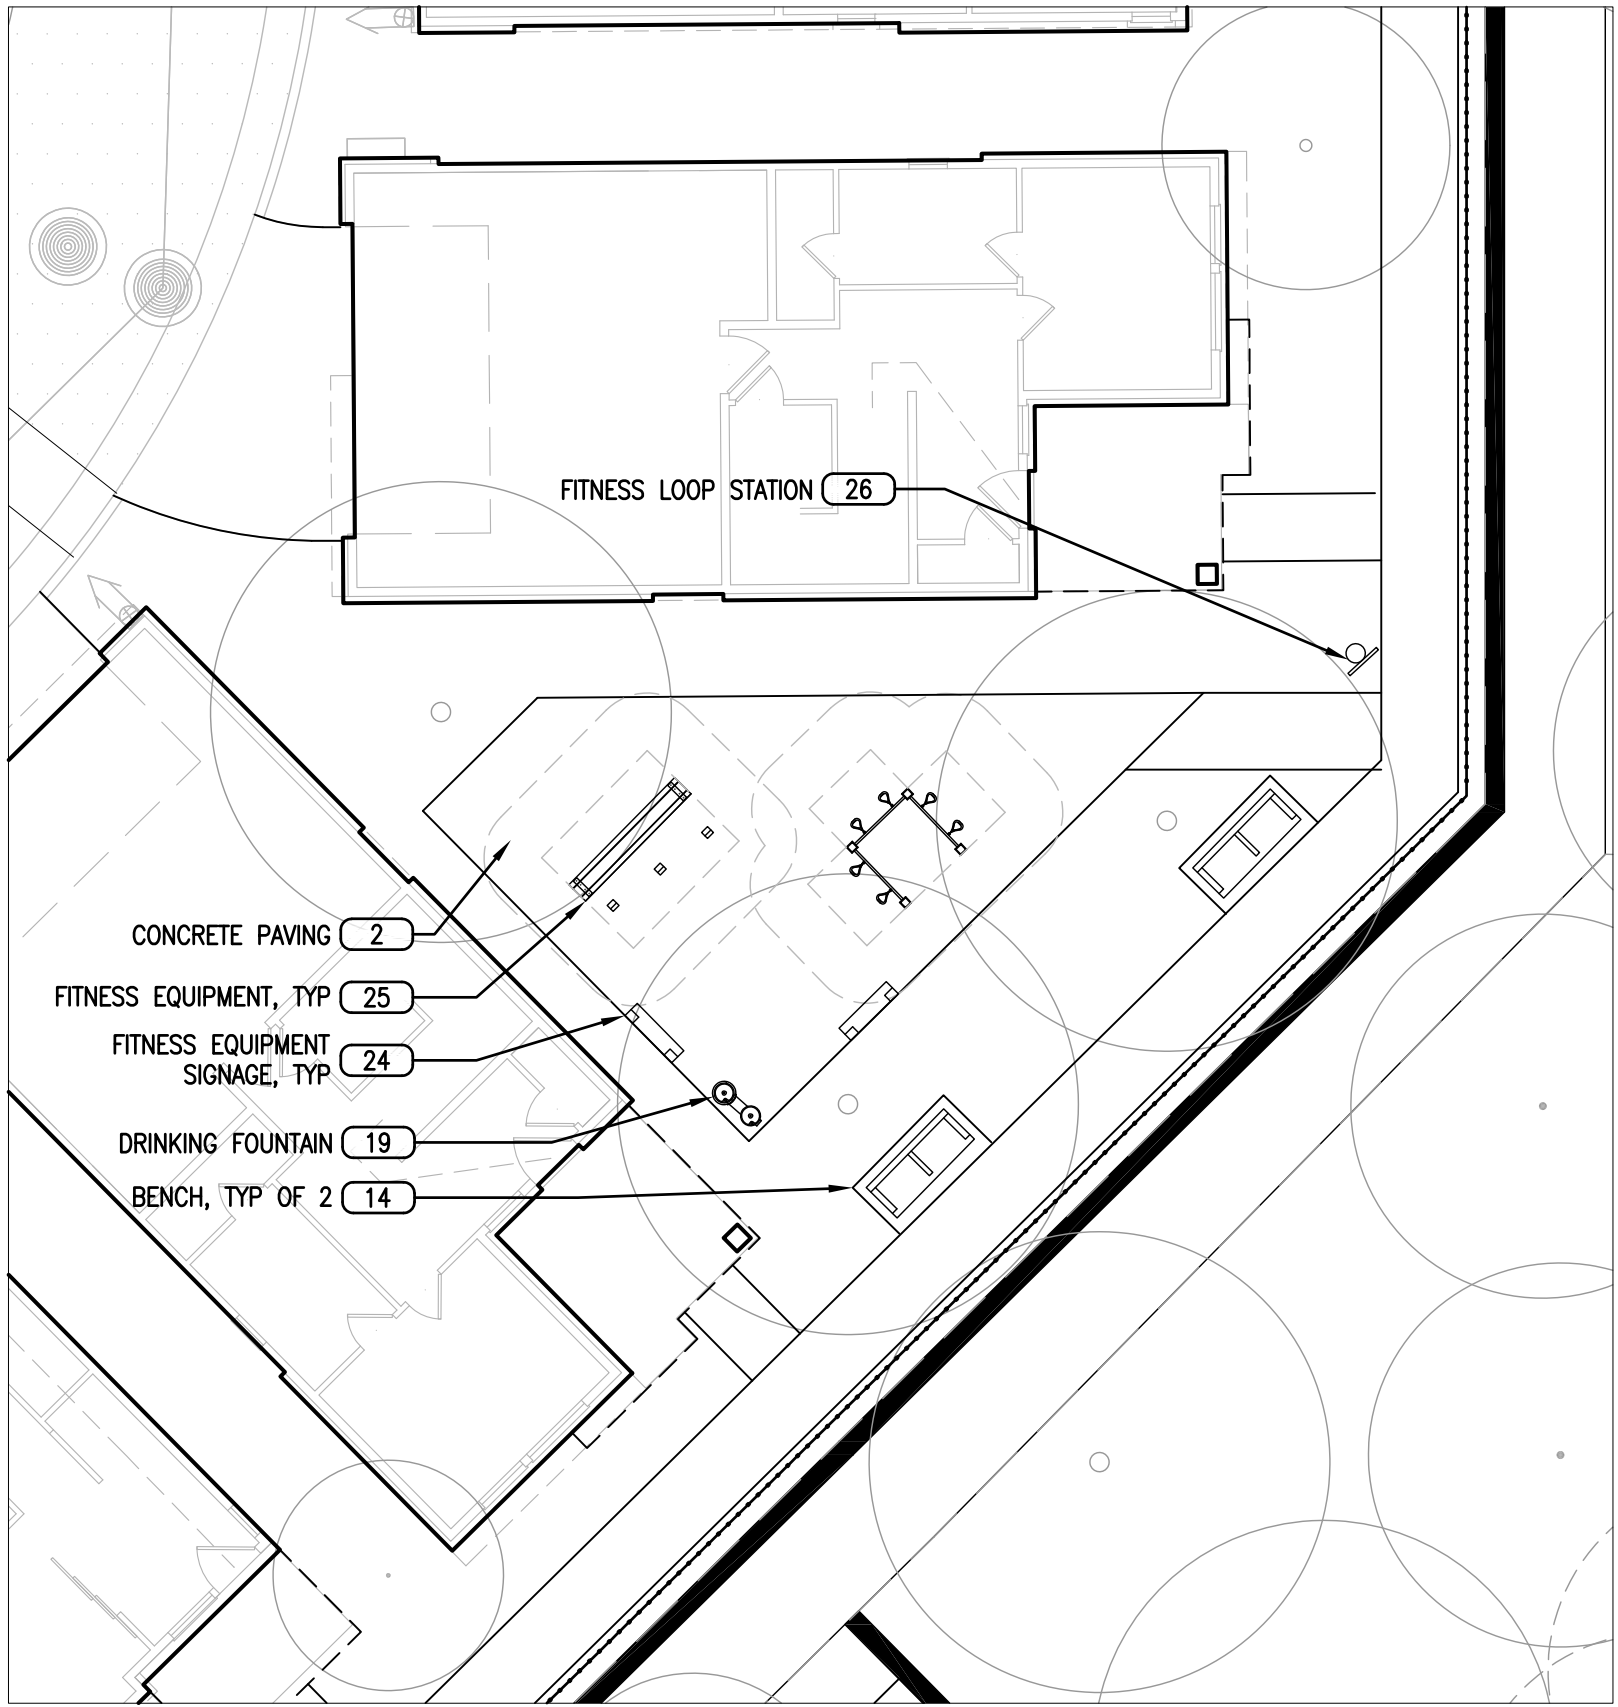 FITNESS LOOP STATION 26
CONCRETE PAVING 2
FITNESS EQUIPMENT, TYP 25
FITNESS EQUIPMENT
SIGNAGE, TYP 24
DRINKING FOUNTAIN 19
BENCH, TYP OF 2 14